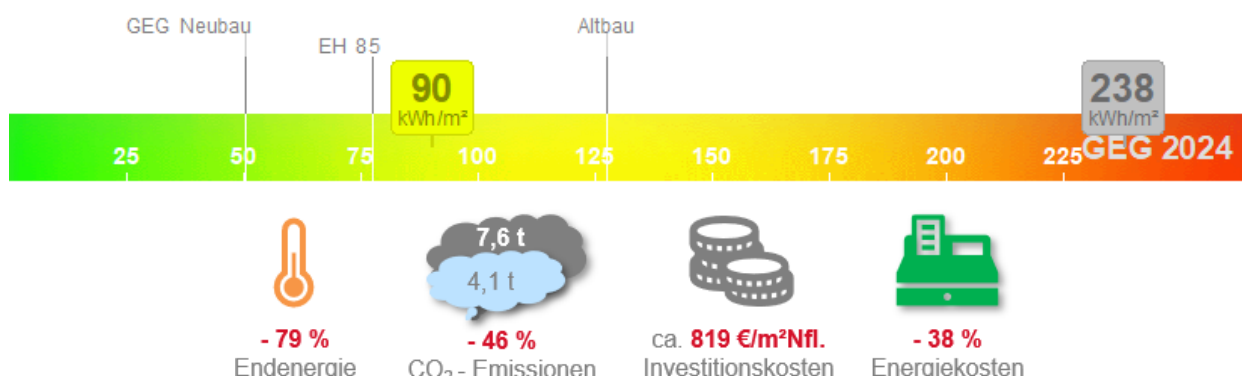 GEG Neubau
EH 85
Altbau
90
kWh/m²
238
kWh/m²
25 50 75 100 125 150 175 200 225
GEG 2024
7,6 t
4,1 t
- 79 %
Endenergie
- 46 %
CO₂ - Emissionen
ca. 819 €/m²Nfl.
Investitionskosten
- 38 %
Energiekosten